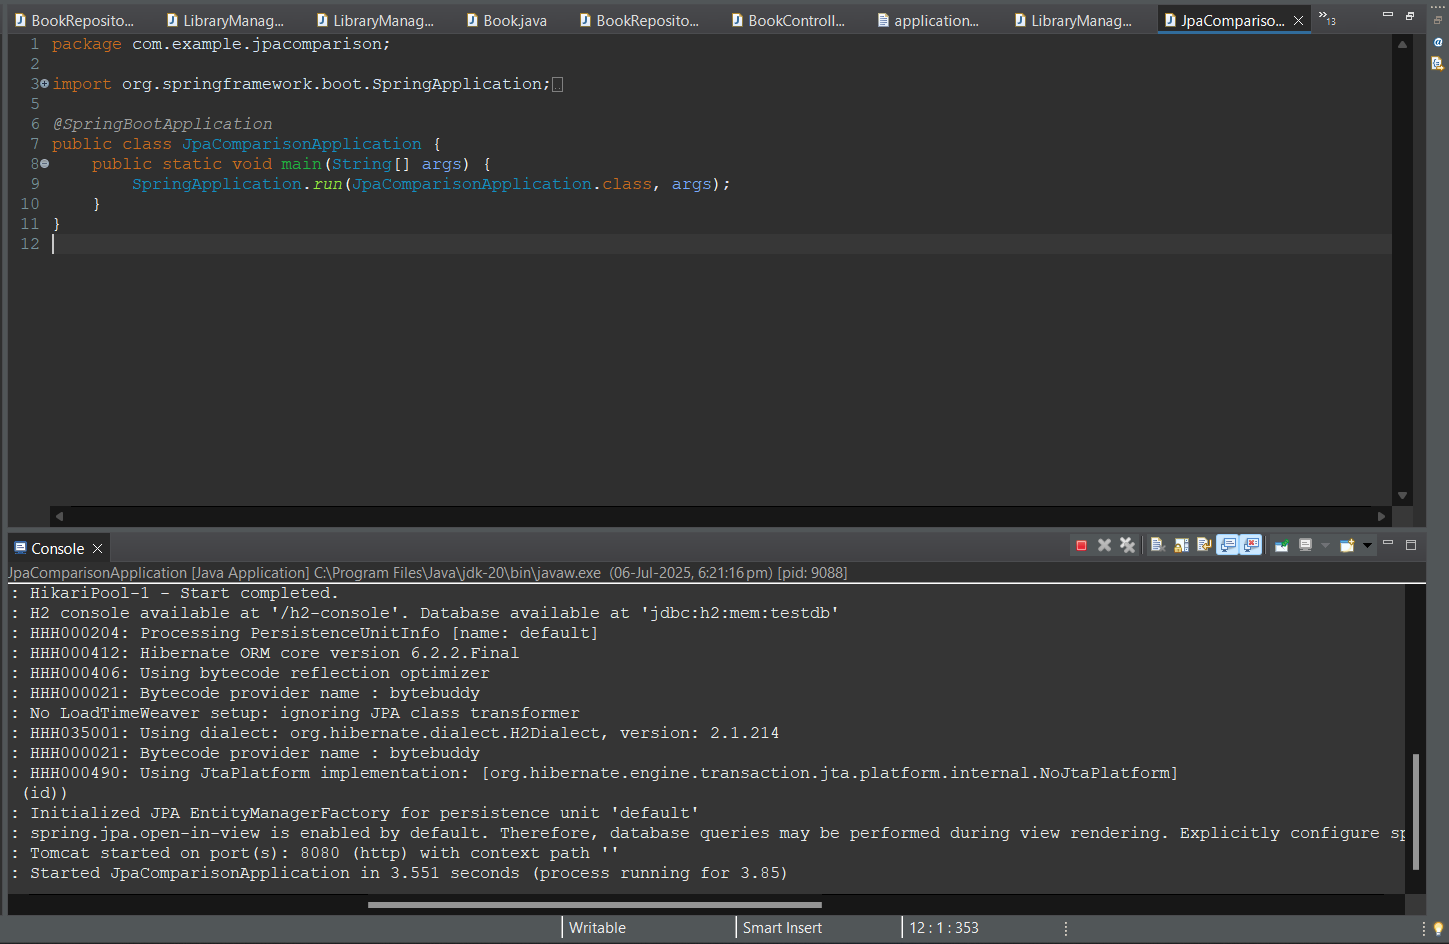 BookReposito... LibraryManag... LibraryManag... Book.java BookReposito... BookControll... application... LibraryManag... JpaCompariso... »13
1 package com.example.jpacomparison;
2
3 import org.springframework.boot.SpringApplication;
5
6 @SpringBootApplication
7 public class JpaComparisonApplication {
8 public static void main(String[] args) {
9 SpringApplication.run(JpaComparisonApplication.class, args);
10 }
11 }
12
Console
JpaComparisonApplication [Java Application] C:\Program Files\Java\jdk-20\bin\javaw.exe (06-Jul-2025, 6:21:16 pm) [pid: 9088]
: HikariPool-1 - Start completed.
: H2 console available at '/h2-console'. Database available at 'jdbc:h2:mem:testdb'
: HHH000204: Processing PersistenceUnitInfo [name: default]
: HHH000412: Hibernate ORM core version 6.2.2.Final
: HHH000406: Using bytecode reflection optimizer
: HHH000021: Bytecode provider name : bytebuddy
: No LoadTimeWeaver setup: ignoring JPA class transformer
: HHH035001: Using dialect: org.hibernate.dialect.H2Dialect, version: 2.1.214
: HHH000021: Bytecode provider name : bytebuddy
: HHH000490: Using JtaPlatform implementation: [org.hibernate.engine.transaction.jta.platform.internal.NoJtaPlatform]
(id))
: Initialized JPA EntityManagerFactory for persistence unit 'default'
: spring.jpa.open-in-view is enabled by default. Therefore, database queries may be performed during view rendering. Explicitly configure sp
: Tomcat started on port(s): 8080 (http) with context path ''
: Started JpaComparisonApplication in 3.551 seconds (process running for 3.85)
Writable Smart Insert 12 : 1 : 353